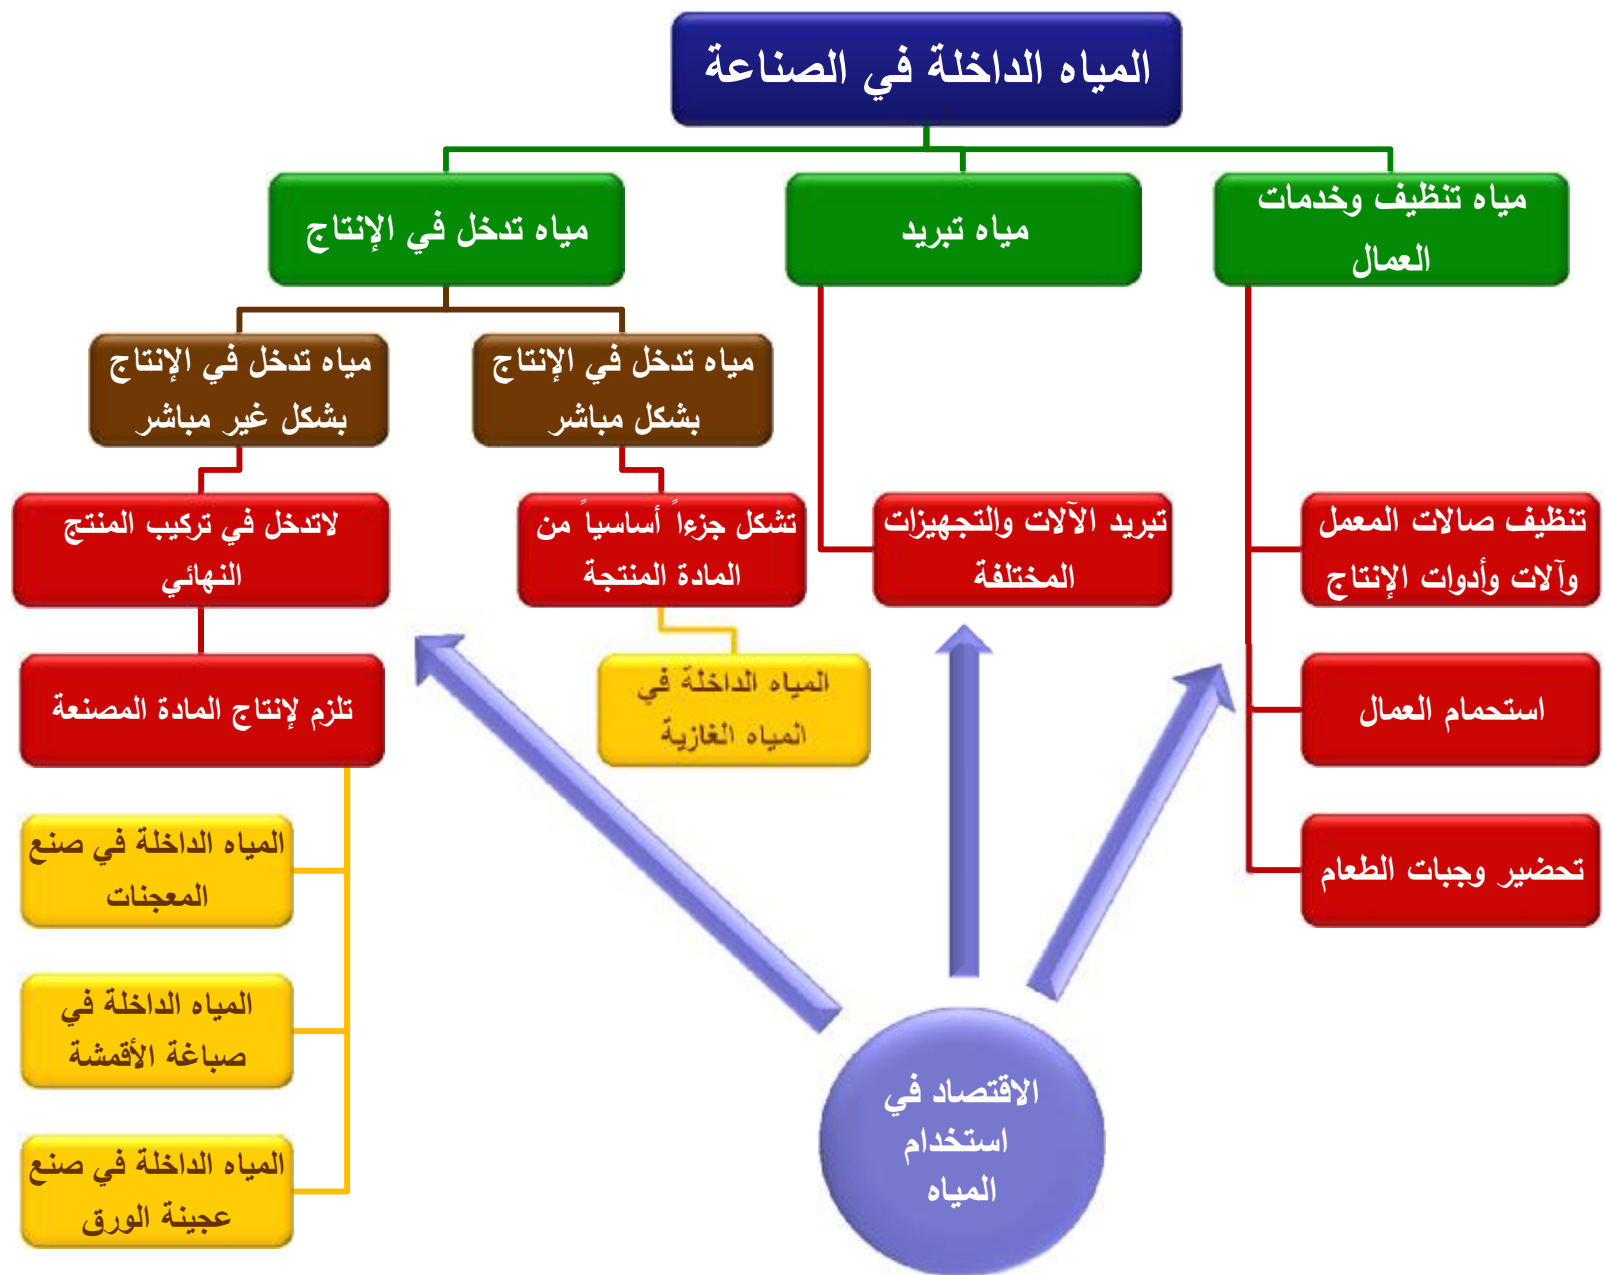 المياه الداخلة في الصناعة
مياه تنظيف وخدمات
العمال
مياه تبريد
مياه تدخل في الإنتاج
مياه تدخل في الإنتاج
بشكل مباشر
مياه تدخل في الإنتاج
بشكل غير مباشر
تنظيف صالات المعمل
وآلات وأدوات الإنتاج
تبريد الآلات والتجهيزات
المختلفة
تشكل جزءاً أساسياً من
المادة المنتجة
لاتدخل في تركيب المنتج
النهائي
استحمام العمال
المياه الداخلة في
المياه الغازية
تلزم لإنتاج المادة المصنعة
تحضير وجبات الطعام
المياه الداخلة في صنع
المعجنات
المياه الداخلة في
صباغة الأقمشة
المياه الداخلة في صنع
عجينة الورق
الاقتصاد في
استخدام
المياه